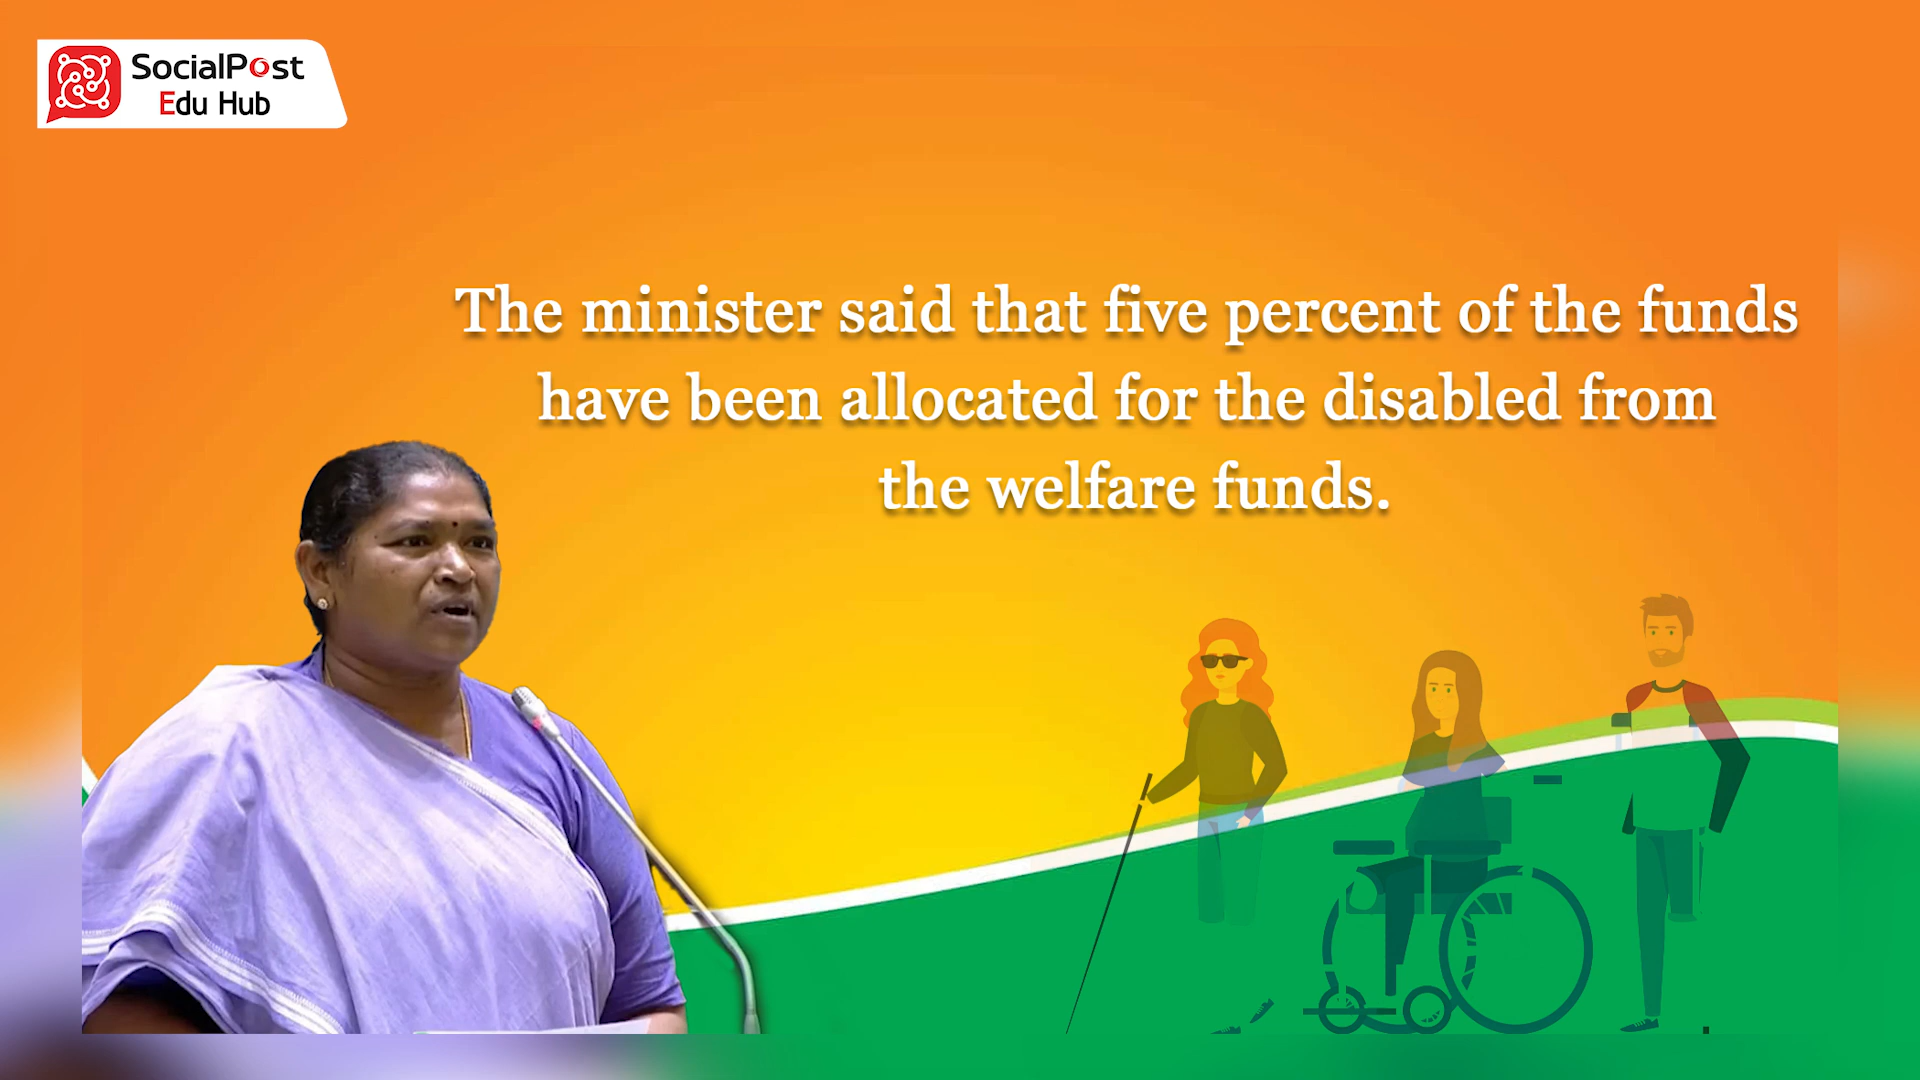 SocialPost
Edu Hub
The minister said that five percent of the funds
have been allocated for the disabled from
the welfare funds.